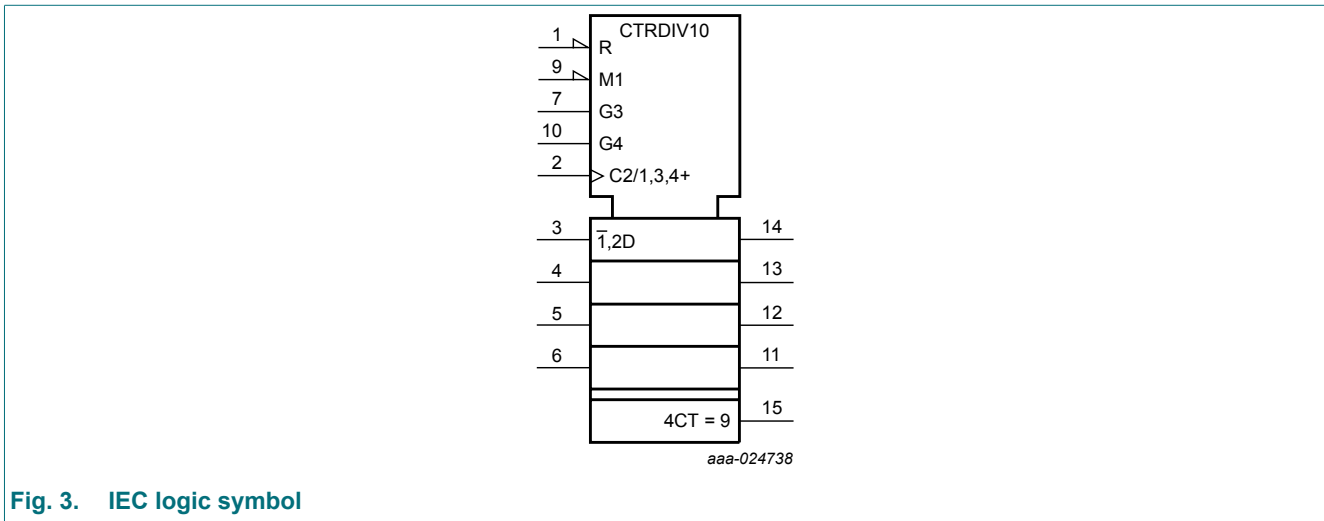 CTRDIV10
1 R
9 M1
7 G3
10 G4
2 C2/1,3,4+
3 1̅,2D 14
4 13
5 12
6 11
4CT = 9 15
aaa-024738
Fig. 3. IEC logic symbol